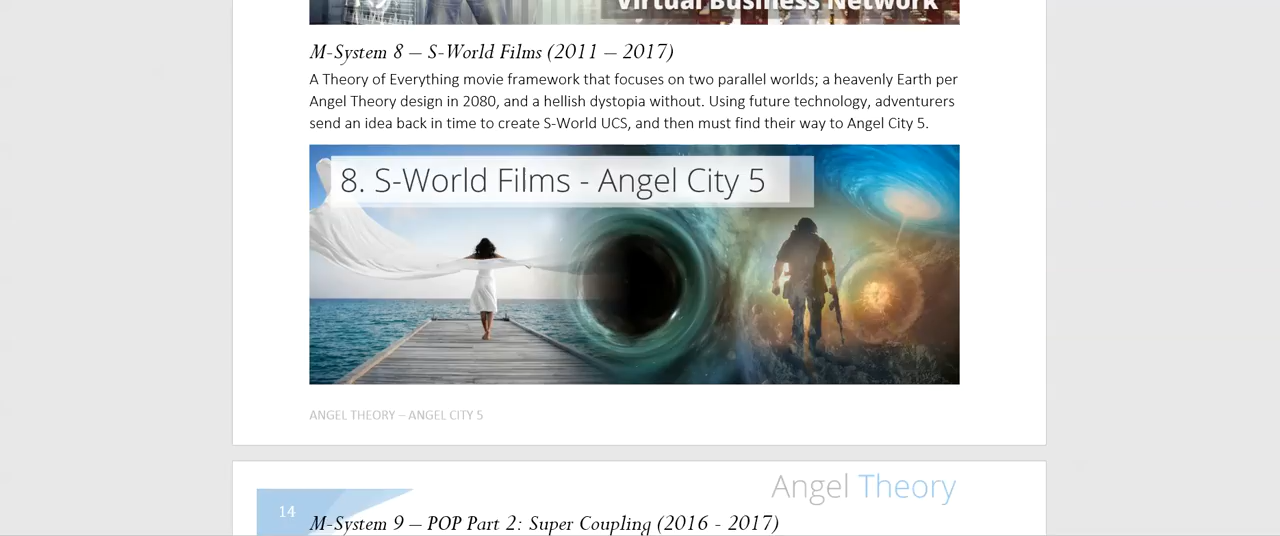 Virtual Business Network
M-System 8 – S-World Films (2011 – 2017)
A Theory of Everything movie framework that focuses on two parallel worlds; a heavenly Earth per
Angel Theory design in 2080, and a hellish dystopia without. Using future technology, adventurers
send an idea back in time to create S-World UCS, and then must find their way to Angel City 5.
8. S-World Films - Angel City 5
ANGEL THEORY – ANGEL CITY 5
Angel Theory
14
M-System 9 – POP Part 2: Super Coupling (2016 - 2017)